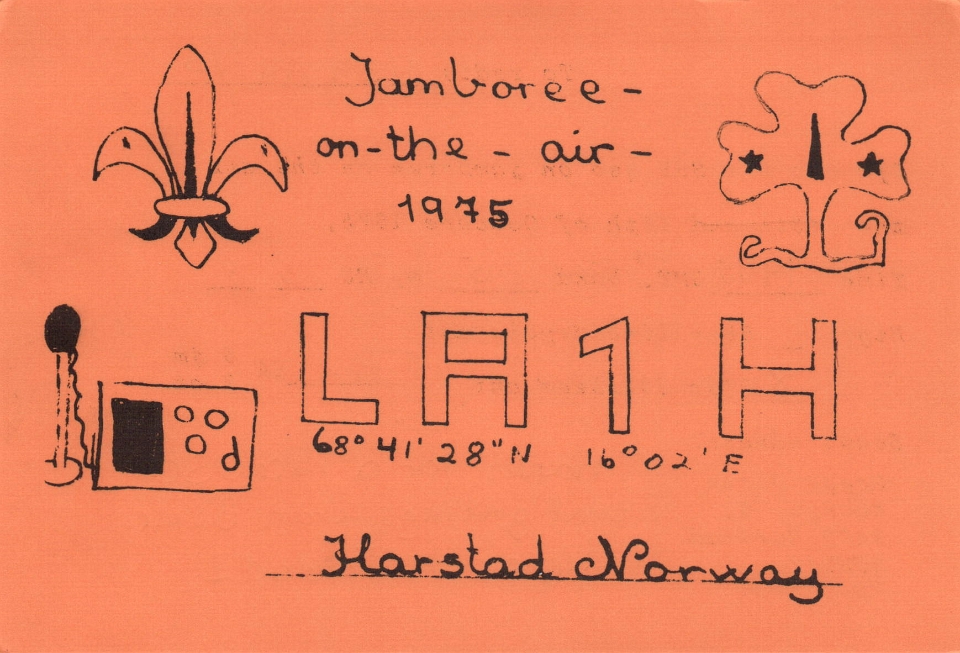 Jamboree-
on-the-air-
1975
LA1H
68° 41' 28" N 16° 02' E
Harstad Norway